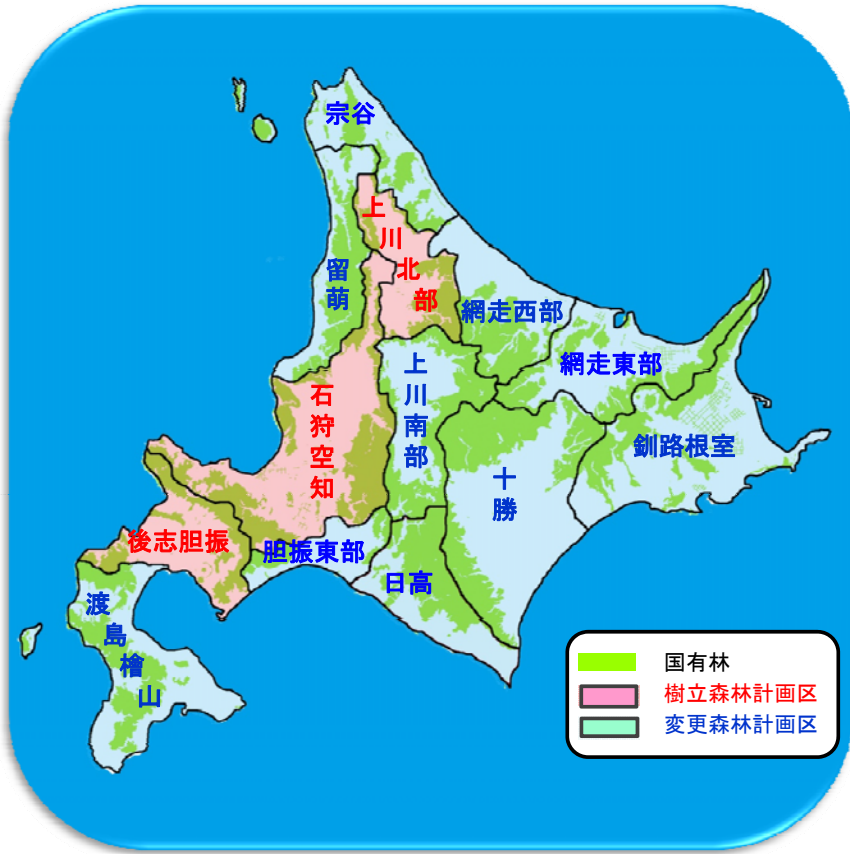 宗谷
上川北部
留萌
網走西部
網走東部
上川南部
石狩空知
釧路根室
十勝
後志胆振
胆振東部
日高
渡島檜山
国有林
樹立森林計画区
変更森林計画区